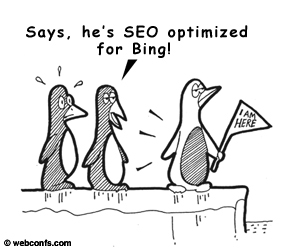 Says, he's SEO optimized
for Bing!
I AM
HERE
© webconfs.com